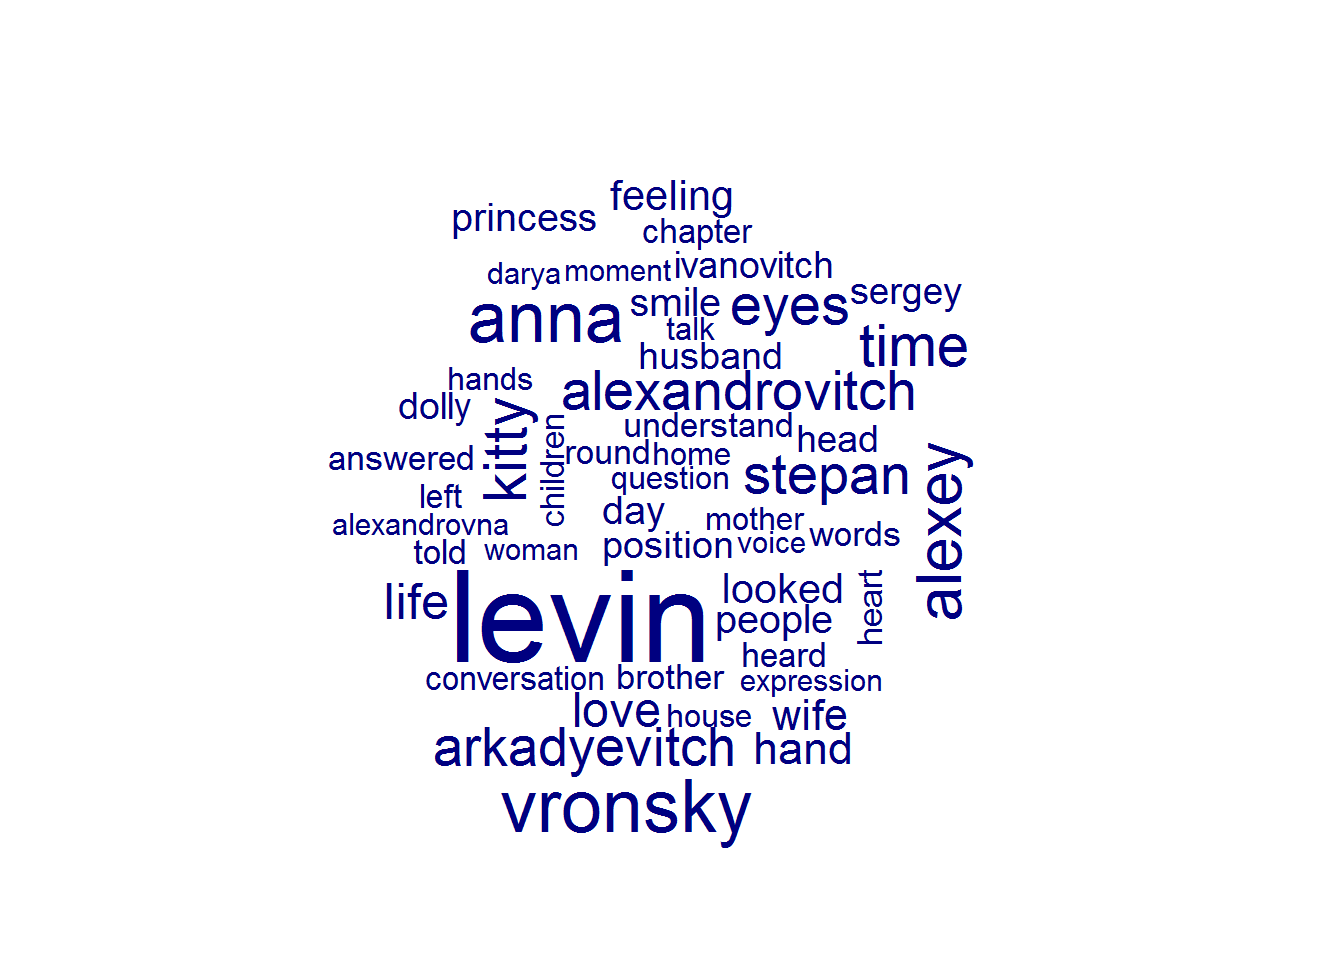 feeling
princess
chapter
darya moment ivanovitch
anna smile eyes sergey
talk
time
husband
hands
alexandrovitch
dolly
kitty
children
understand
head
answered
round home
question
stepan
alexey
left
day
alexandrovna
mother
words
told
woman
position
voice
life
levin
looked
people
heart
heard
conversation brother expression
love house wife
arkadyevitch hand
vronsky